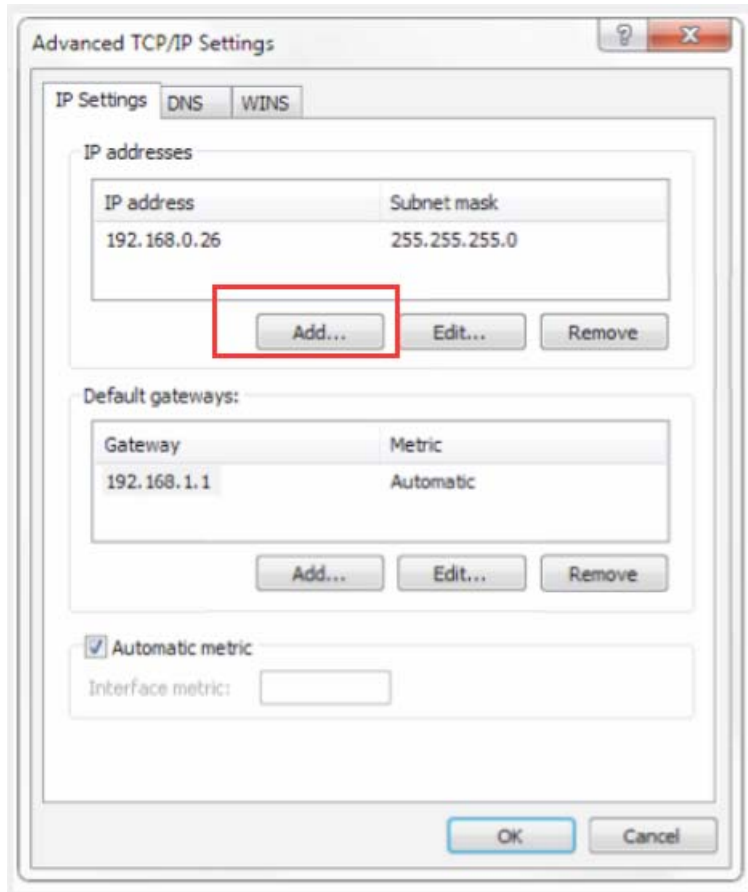 Advanced TCP/IP Settings
IP Settings DNS WINS
IP addresses
IP address Subnet mask
192.168.0.26 255.255.255.0
Add... Edit... Remove
Default gateways:
Gateway Metric
192.168.1.1 Automatic
Add... Edit... Remove
Automatic metric
Interface metric:
OK Cancel